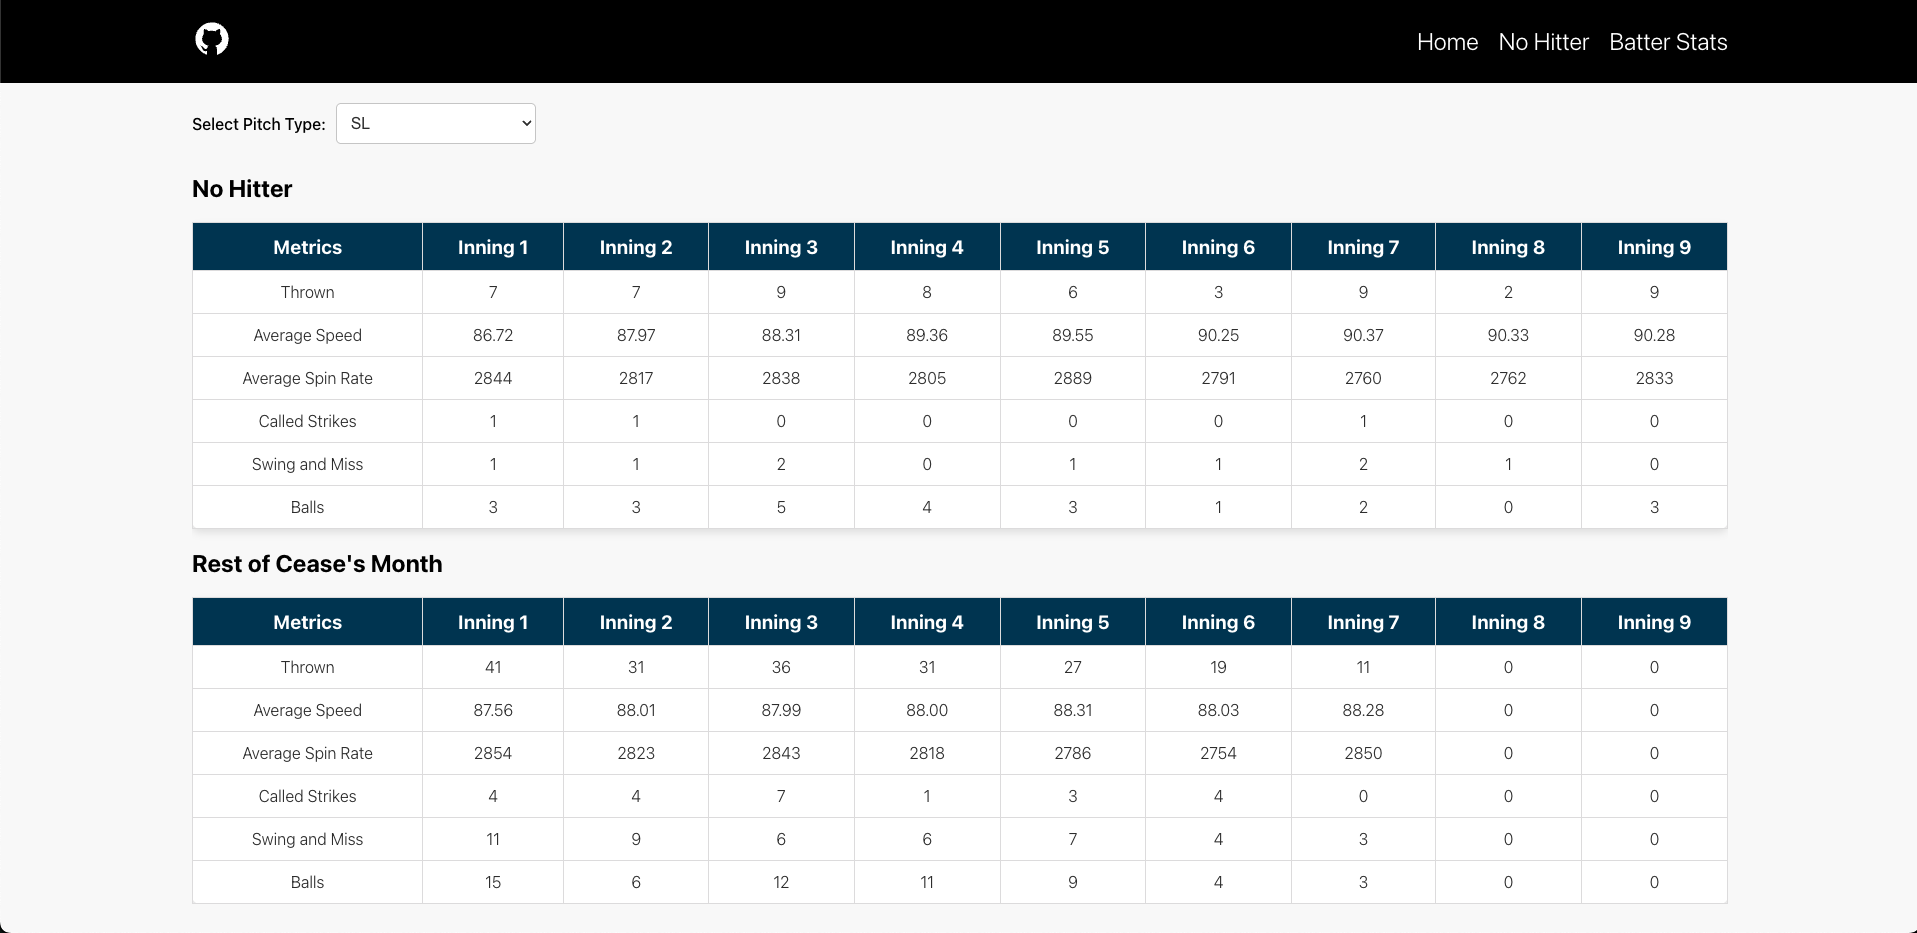 Home No Hitter Batter Stats
Select Pitch Type: SL
No Hitter
Metrics Inning 1 Inning 2 Inning 3 Inning 4 Inning 5 Inning 6 Inning 7 Inning 8 Inning 9
Thrown 7 7 9 8 6 3 9 2 9
Average Speed 86.72 87.97 88.31 89.36 89.55 90.25 90.37 90.33 90.28
Average Spin Rate 2844 2817 2838 2805 2889 2791 2760 2762 2833
Called Strikes 1 1 0 0 0 0 1 0 0
Swing and Miss 1 1 2 0 1 1 2 1 0
Balls 3 3 5 4 3 1 2 0 3
Rest of Cease's Month
Metrics Inning 1 Inning 2 Inning 3 Inning 4 Inning 5 Inning 6 Inning 7 Inning 8 Inning 9
Thrown 41 31 36 31 27 19 11 0 0
Average Speed 87.56 88.01 87.99 88.00 88.31 88.03 88.28 0 0
Average Spin Rate 2854 2823 2843 2818 2786 2754 2850 0 0
Called Strikes 4 4 7 1 3 4 0 0 0
Swing and Miss 11 9 6 6 7 4 3 0 0
Balls 15 6 12 11 9 4 3 0 0